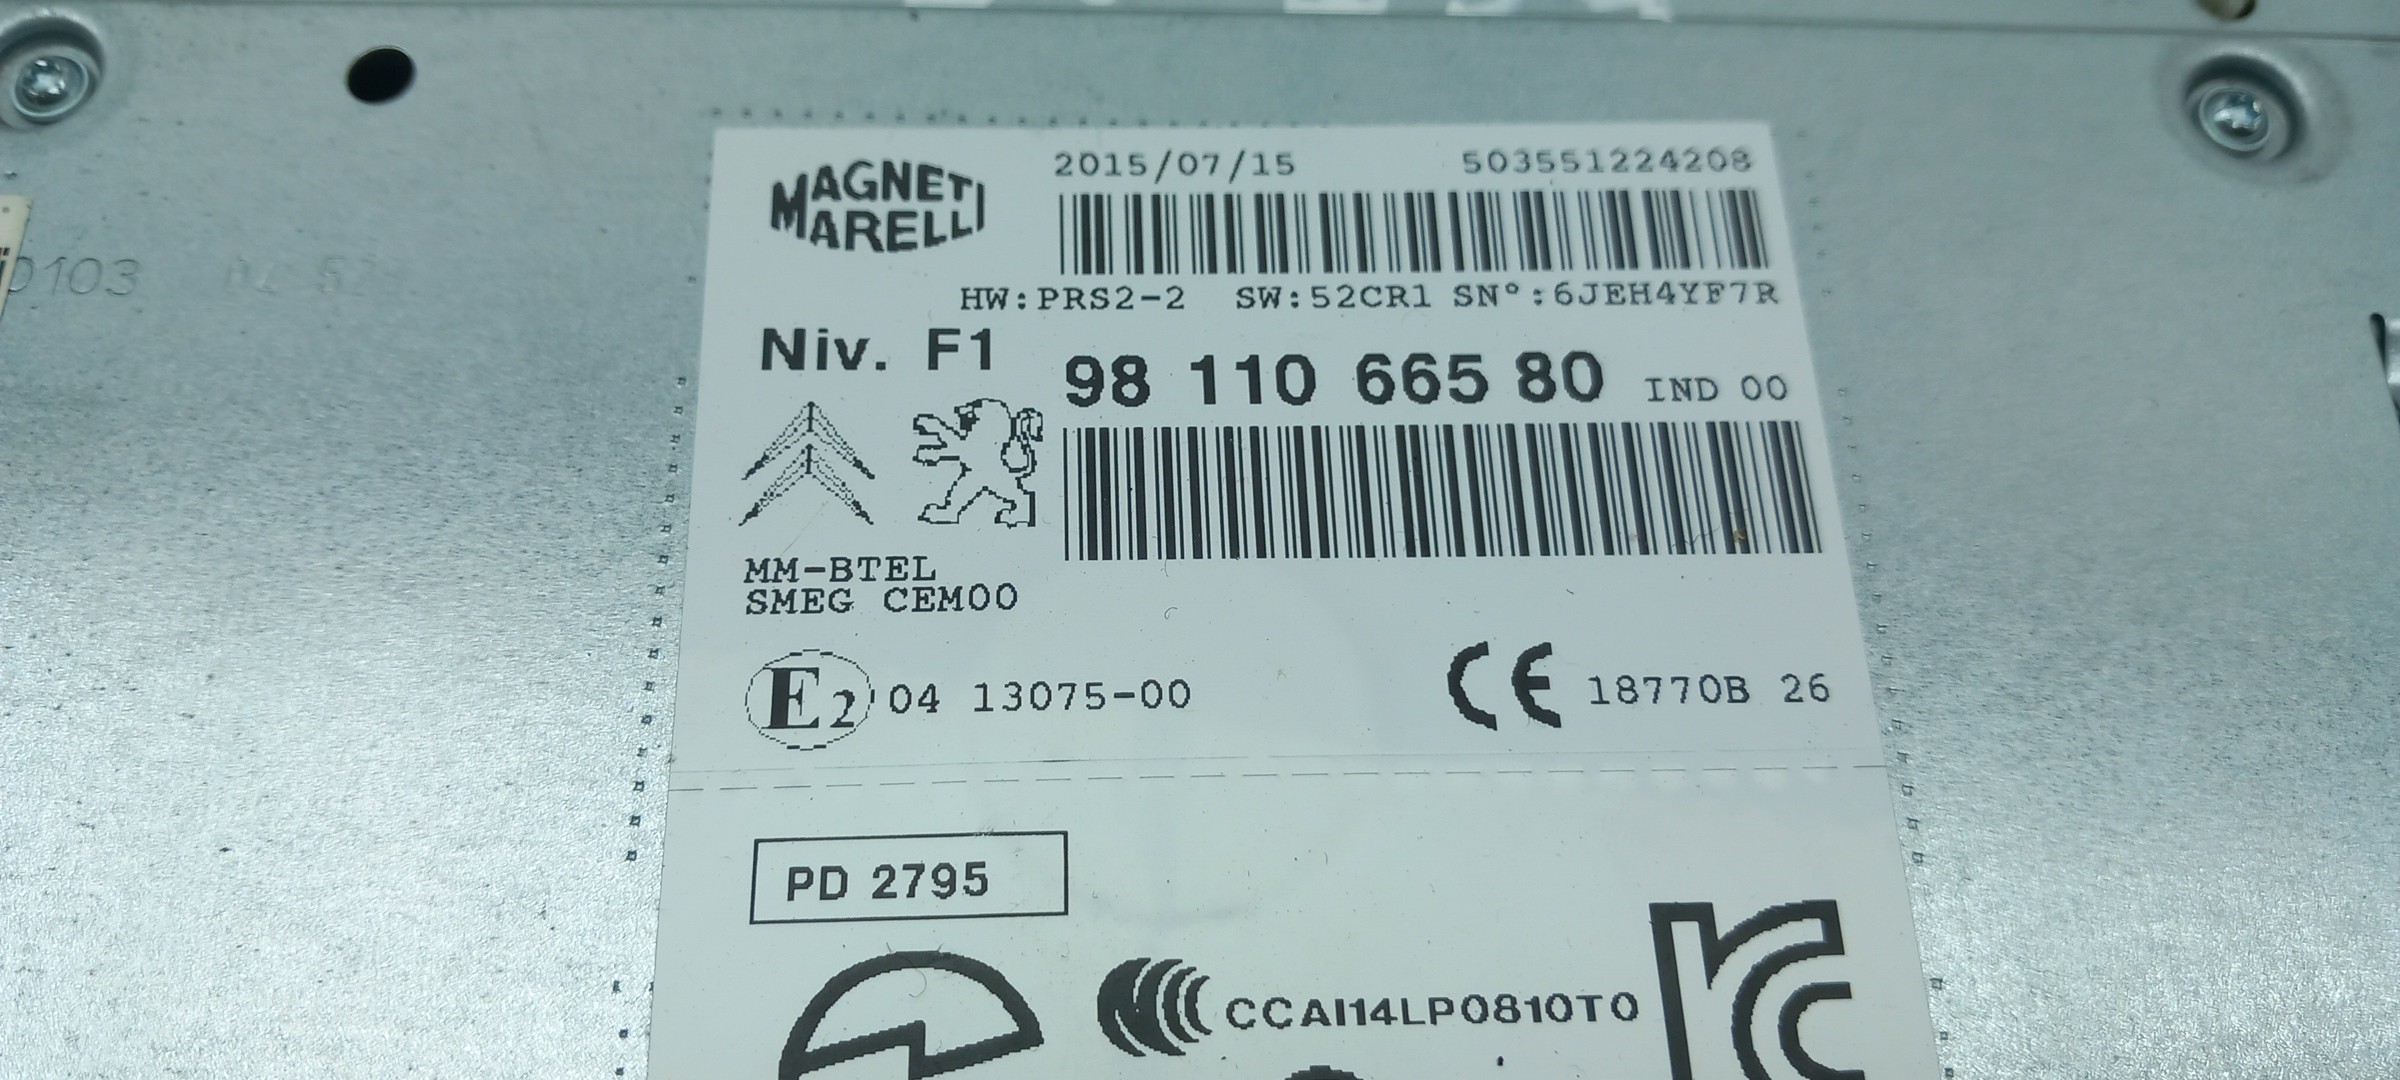 MAGNETI
MARELLI
2015/07/15 503551224208
HW:PRS2-2 SW:52CR1 SN°:6JEH4YF7R
Niv. F1
98 110 665 80 IND 00
MM-BTEL
SMEG CEM00
E2 04 13075-00
CE 18770B 26
PD 2795
CCAI14LP0810T0
0103